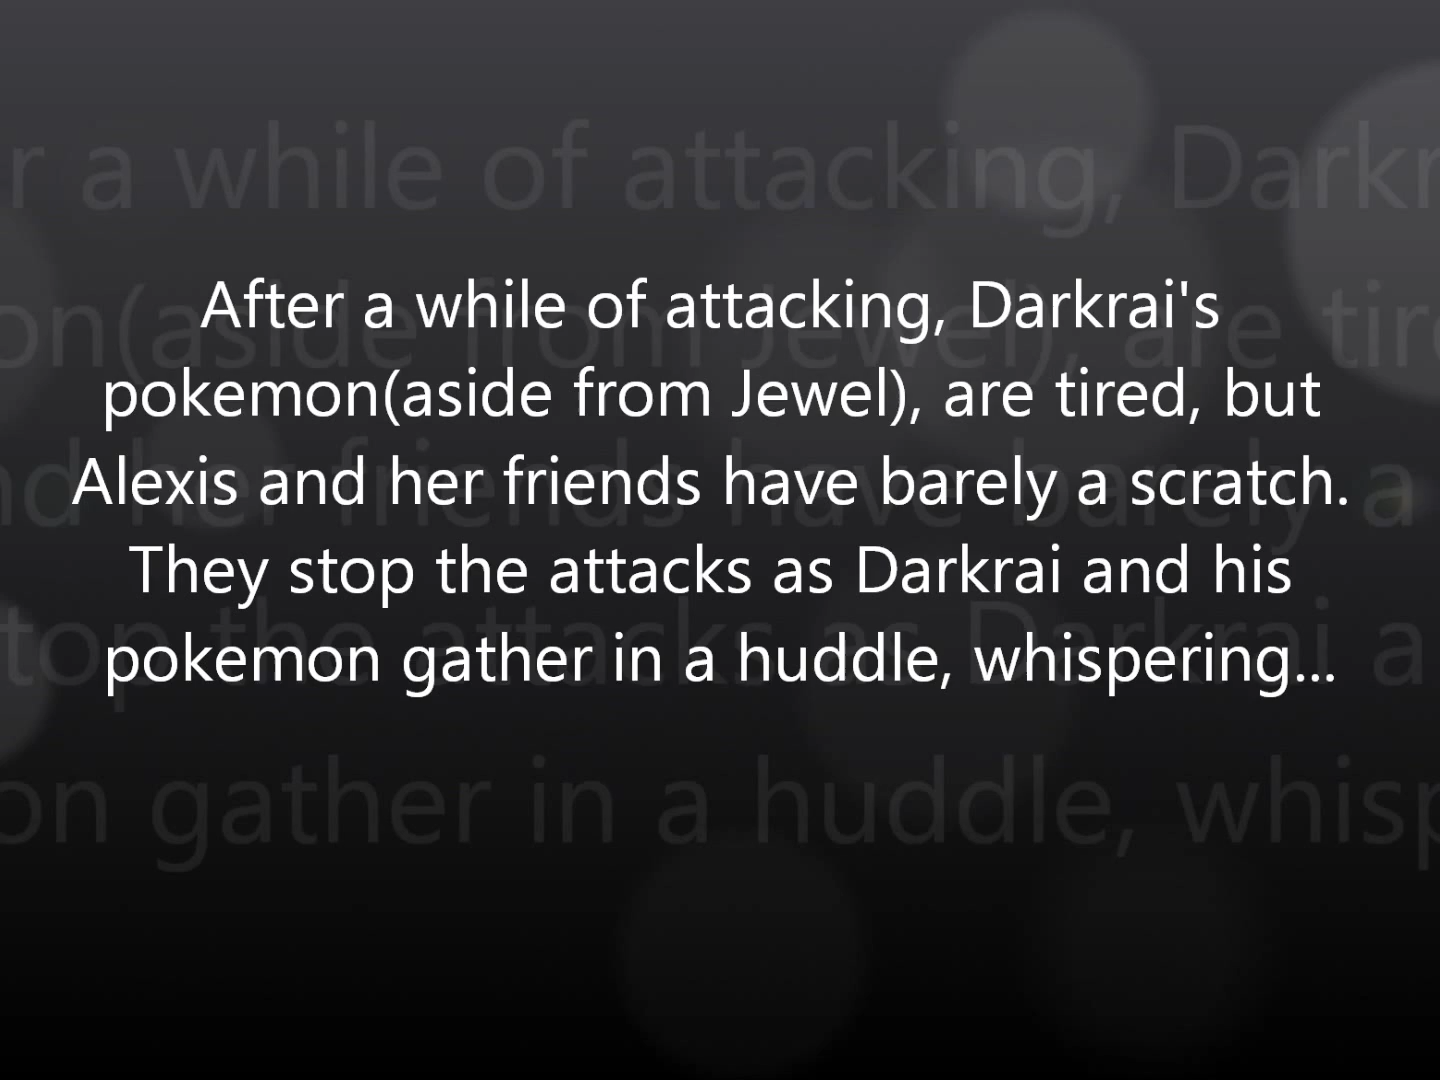 After a while of attacking, Darkrai's
pokemon(aside from Jewel), are tired, but
Alexis and her friends have barely a scratch.
They stop the attacks as Darkrai and his
pokemon gather in a huddle, whispering...